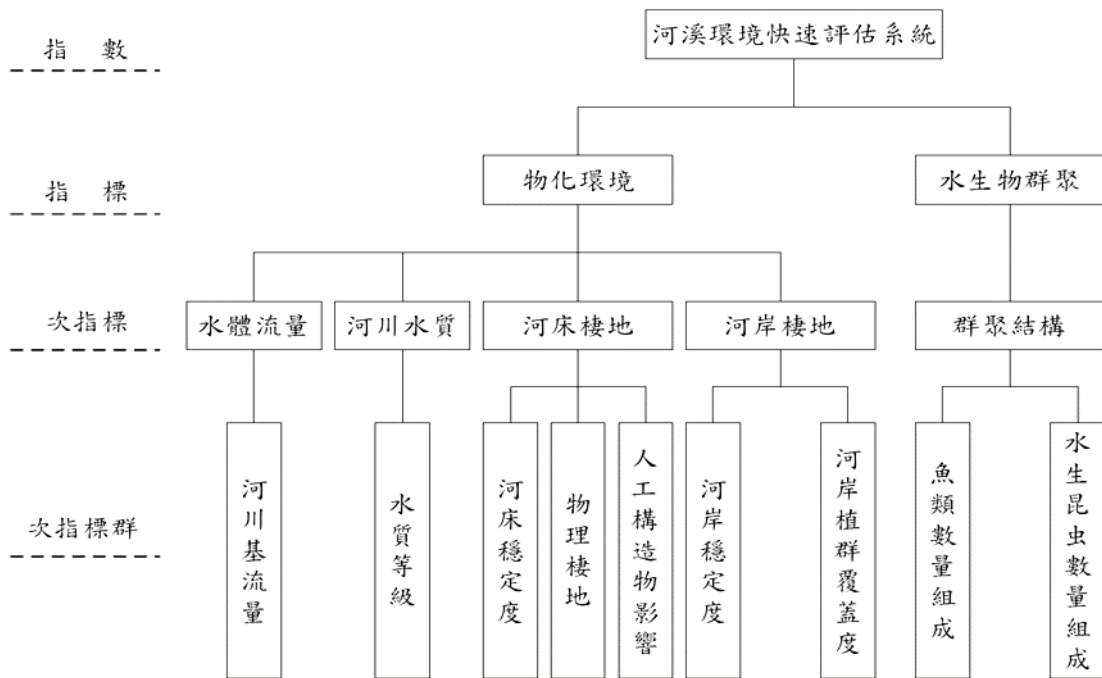 指 數
河溪環境快速評估系統
指 標
物化環境
水生物群聚
次指標
水體流量
河川水質
河床棲地
河岸棲地
群聚結構
次指標群
河川基流量
水質等級
河床穩定度
物理棲地
人工構造物影響
河岸穩定度
河岸植群覆蓋度
魚類數量組成
水生昆虫數量組成